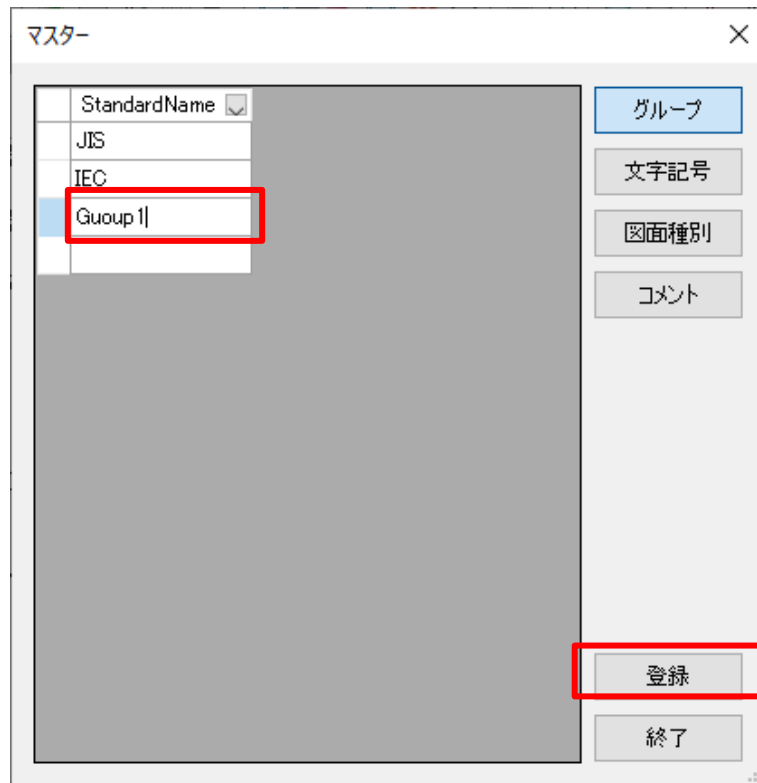 マスター
StandardName
JIS
IEC
Guoup1
グループ
文字記号
図面種別
コメント
登録
終了